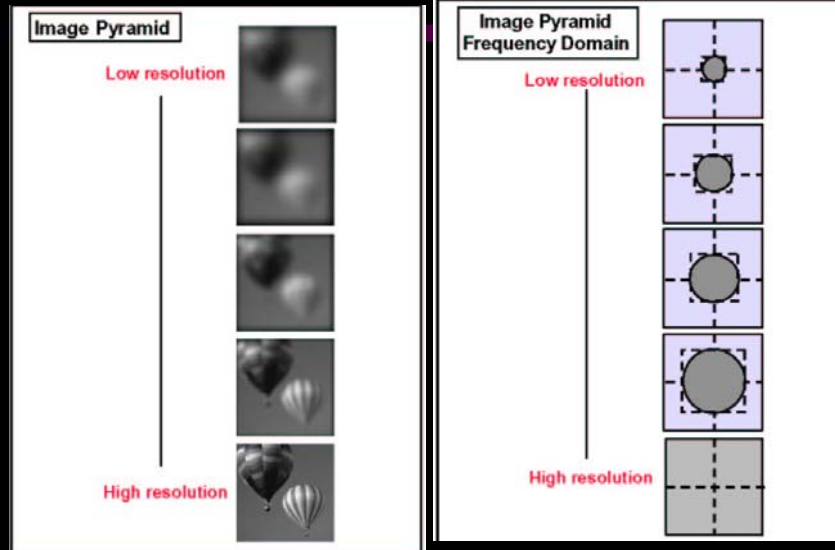 Image Pyramid
Low resolution
High resolution
Image Pyramid
Frequency Domain
Low resolution
High resolution